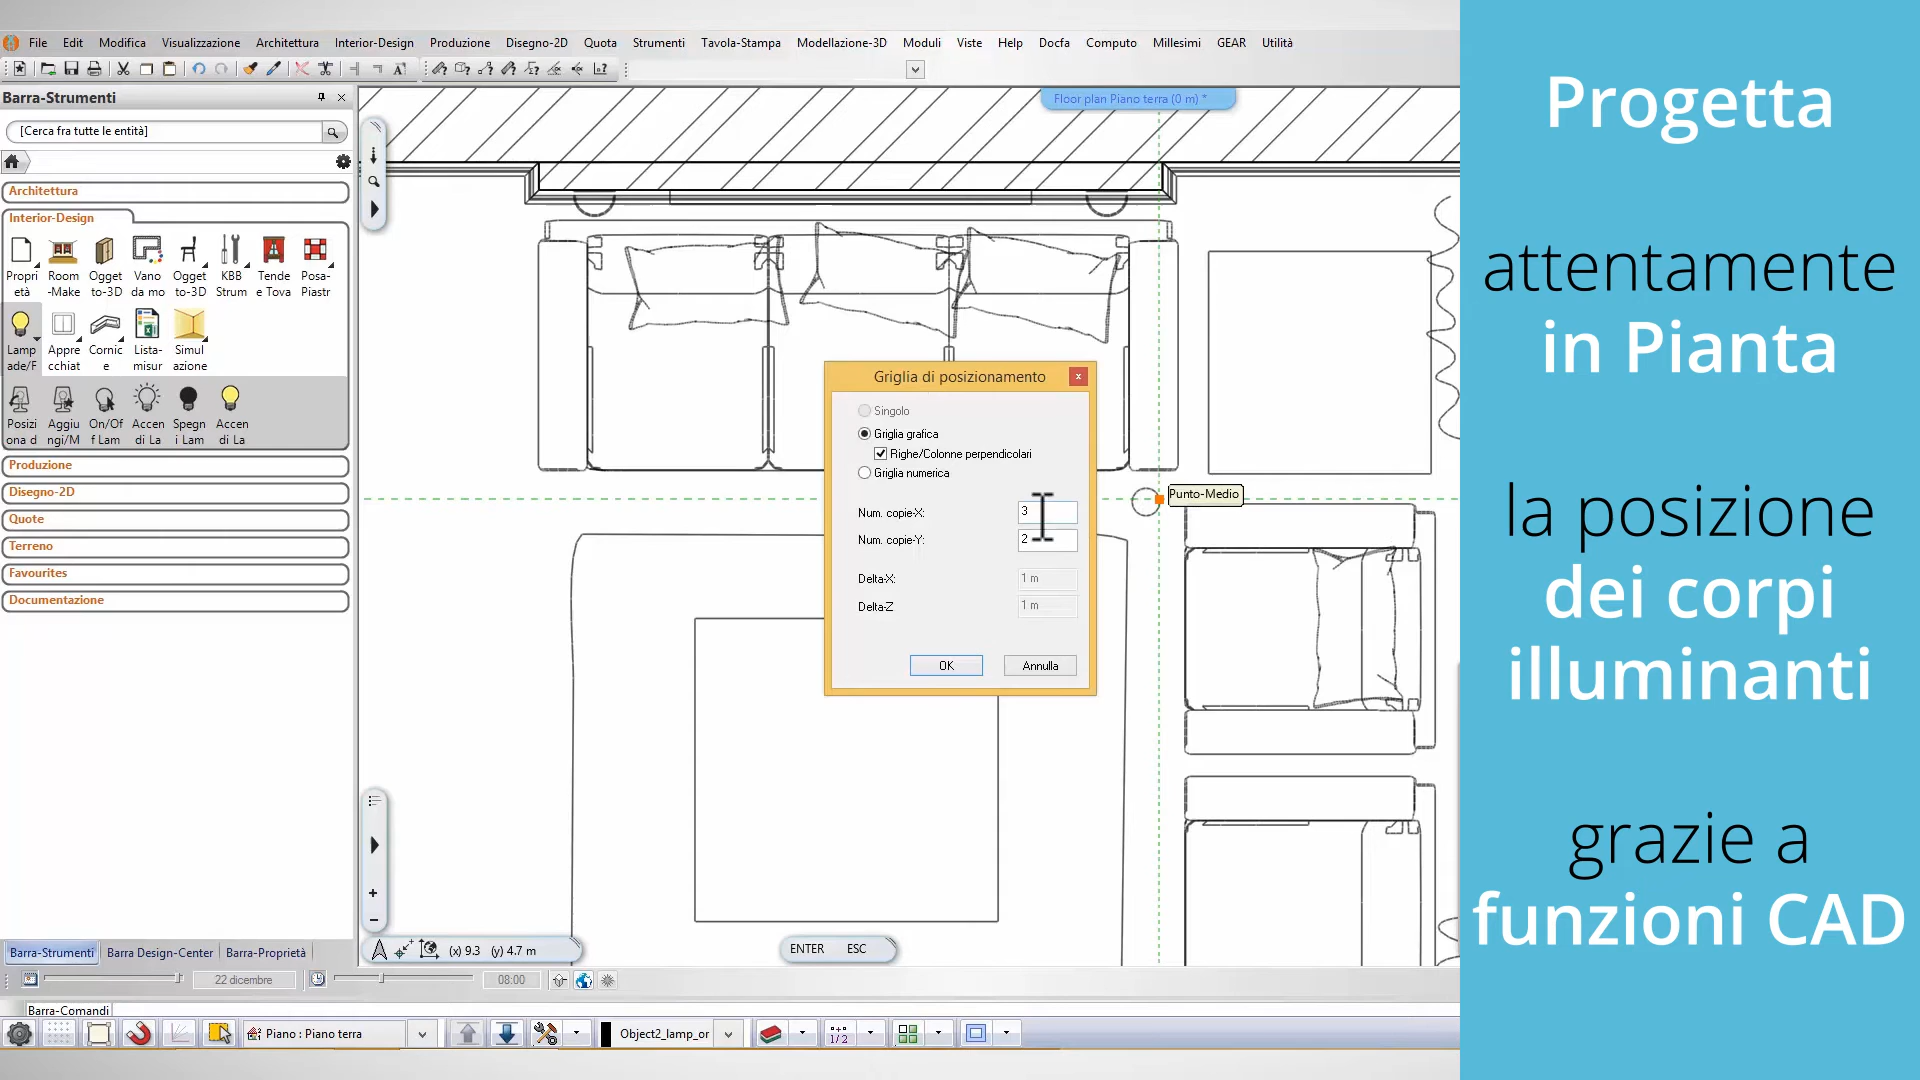 File Edit Modifica Visualizzazione Architettura Interior-Design Produzione Disegno-2D Quota Strumenti Tavola-Stampa Modellazione-3D Moduli Viste Help Docfa Computo Millesimi GEAR Utilità
Barra-Strumenti
[Cerca fra tutte le entità]
Architettura
Interior-Design
Propri Room Ogget Vano Ogget KBB Tende Posa-
età -Make to-3D da mo to-3D Strum e Tova Piastr
Lamp Appre Cornic Lista- Simul
ade/F cchiat e misur azione
Posizi Aggiu On/Of Accen Spegn Accen
ona d ngi/M f Lam di La i Lam di La
Produzione
Disegno-2D
Quote
Terreno
Favourites
Documentazione
Floor plan Piano terra (0 m) *
Griglia di posizionamento
Singolo
Griglia grafica
Righe/Colonne perpendicolari
Griglia numerica
Num. copie-X: 3
Num. copie-Y: 2
Delta-X: 1 m
Delta-Z 1 m
OK Annulla
Punto-Medio
(x) 9.3 (y) 4.7 m
ENTER ESC
Barra-Strumenti Barra Design-Center Barra-Proprietà
22 dicembre 08:00
Barra-Comandi
Piano : Piano terra Object2_lamp_or 1/2
Progetta
attentamente
in Pianta
la posizione
dei corpi
illuminanti
grazie a
funzioni CAD